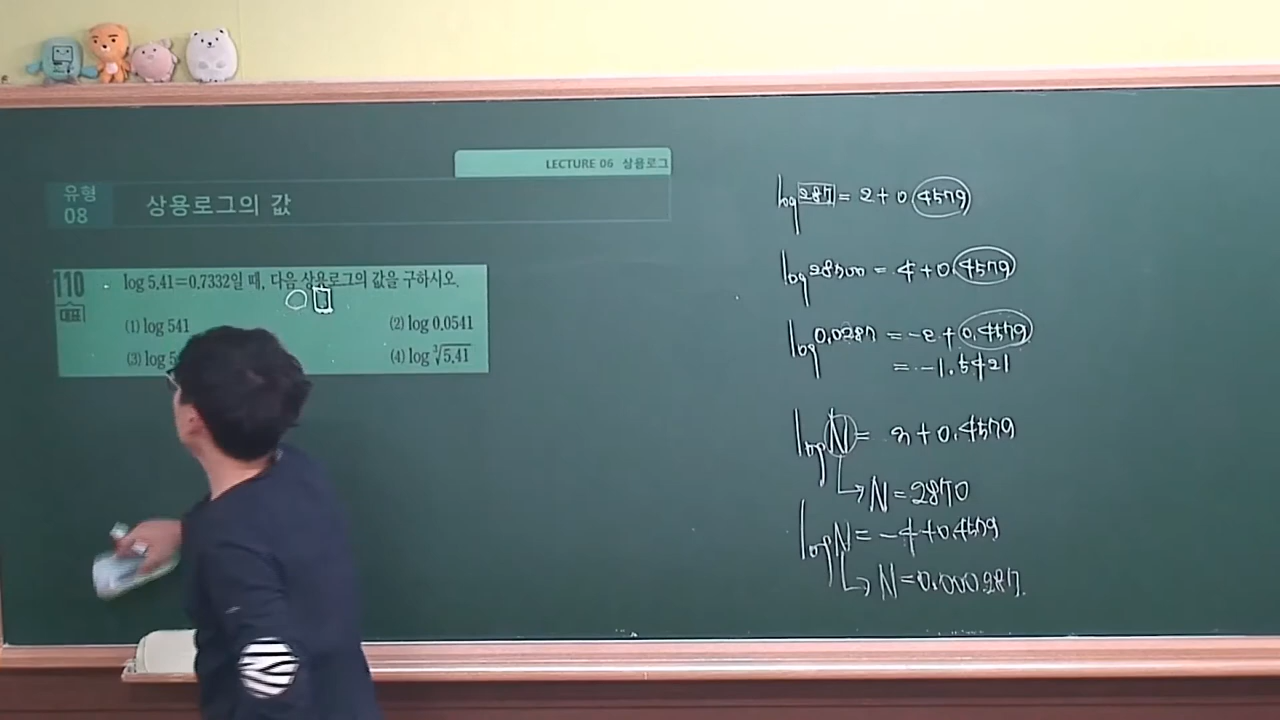 LECTURE 06 상용로그
유형
08
상용로그의 값
110
대표
log 5.41=0.7332일 때, 다음 상용로그의 값을 구하시오.
(1) log 541
(2) log 0.0541
(3) log 5
(4) log ∛5.41
log 287 = 2+0.4579
log 28700 = 4+0.4579
log 0.0287 = -2+0.4579
= -1.5421
log N = 3+0.4579
→ N=2870
log N = -4+0.4579
→ N=0.000287.